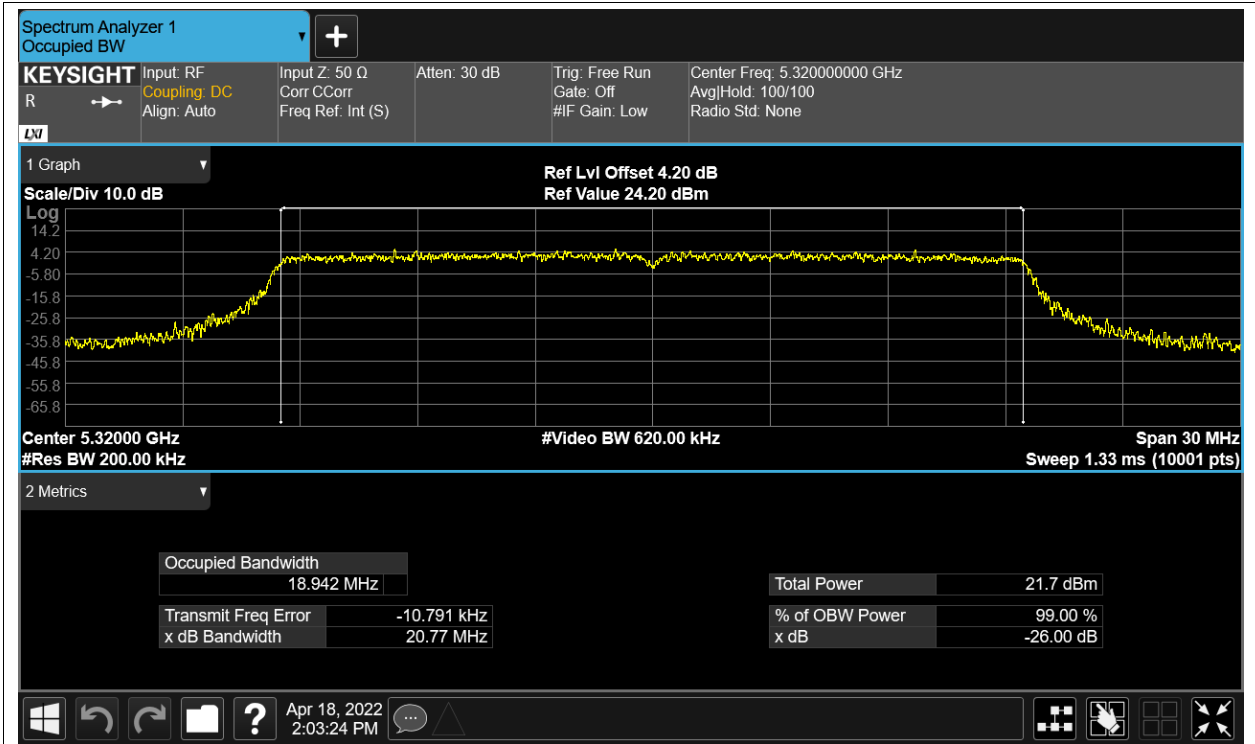 Spectrum Analyzer 1
Occupied BW
KEYSIGHT
R
LXI
Input: RF
Coupling: DC
Align: Auto
Input Z: 50 Ω
Corr CCorr
Freq Ref: Int (S)
Atten: 30 dB
Trig: Free Run
Gate: Off
#IF Gain: Low
Center Freq: 5.320000000 GHz
Avg|Hold: 100/100
Radio Std: None
1 Graph
Scale/Div 10.0 dB
Ref Lvl Offset 4.20 dB
Ref Value 24.20 dBm
Log
14.2
4.20
-5.80
-15.8
-25.8
-35.8
-45.8
-55.8
-65.8
Center 5.32000 GHz
#Res BW 200.00 kHz
#Video BW 620.00 kHz
Span 30 MHz
Sweep 1.33 ms (10001 pts)
2 Metrics
Occupied Bandwidth
18.942 MHz
Transmit Freq Error -10.791 kHz
x dB Bandwidth 20.77 MHz
Total Power 21.7 dBm
% of OBW Power 99.00 %
x dB -26.00 dB
?
Apr 18, 2022
2:03:24 PM